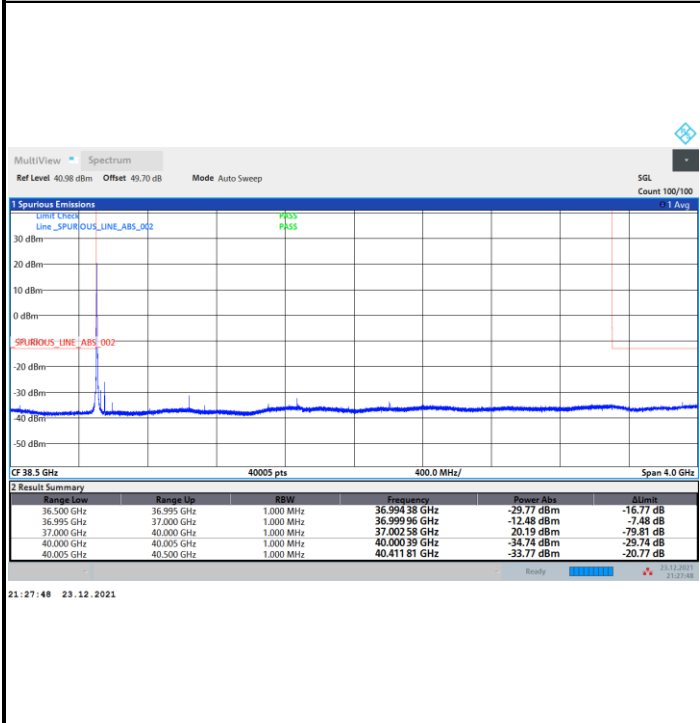 MultiView Spectrum
Ref Level 40.98 dBm Offset 49.70 dB Mode Auto Sweep SGL
Count 100/100
1 Spurious Emissions 1 Avg
Limit Check PASS
Line _SPURIOUS_LINE_ABS_002 PASS
30 dBm
20 dBm
10 dBm
0 dBm
_SPURIOUS_LINE_ABS_002
-20 dBm
-30 dBm
-40 dBm
-50 dBm
CF 38.5 GHz 40005 pts 400.0 MHz/ Span 4.0 GHz
2 Result Summary
Range Low Range Up RBW Frequency Power Abs ΔLimit
36.500 GHz 36.995 GHz 1.000 MHz 36.994 38 GHz -29.77 dBm -16.77 dB
36.995 GHz 37.000 GHz 1.000 MHz 36.999 96 GHz -12.48 dBm -7.48 dB
37.000 GHz 40.000 GHz 1.000 MHz 37.002 58 GHz 20.19 dBm -79.81 dB
40.000 GHz 40.005 GHz 1.000 MHz 40.000 39 GHz -34.74 dBm -29.74 dB
40.005 GHz 40.500 GHz 1.000 MHz 40.411 81 GHz -33.77 dBm -20.77 dB
Ready 23.12.2021
21:27:48
21:27:48 23.12.2021